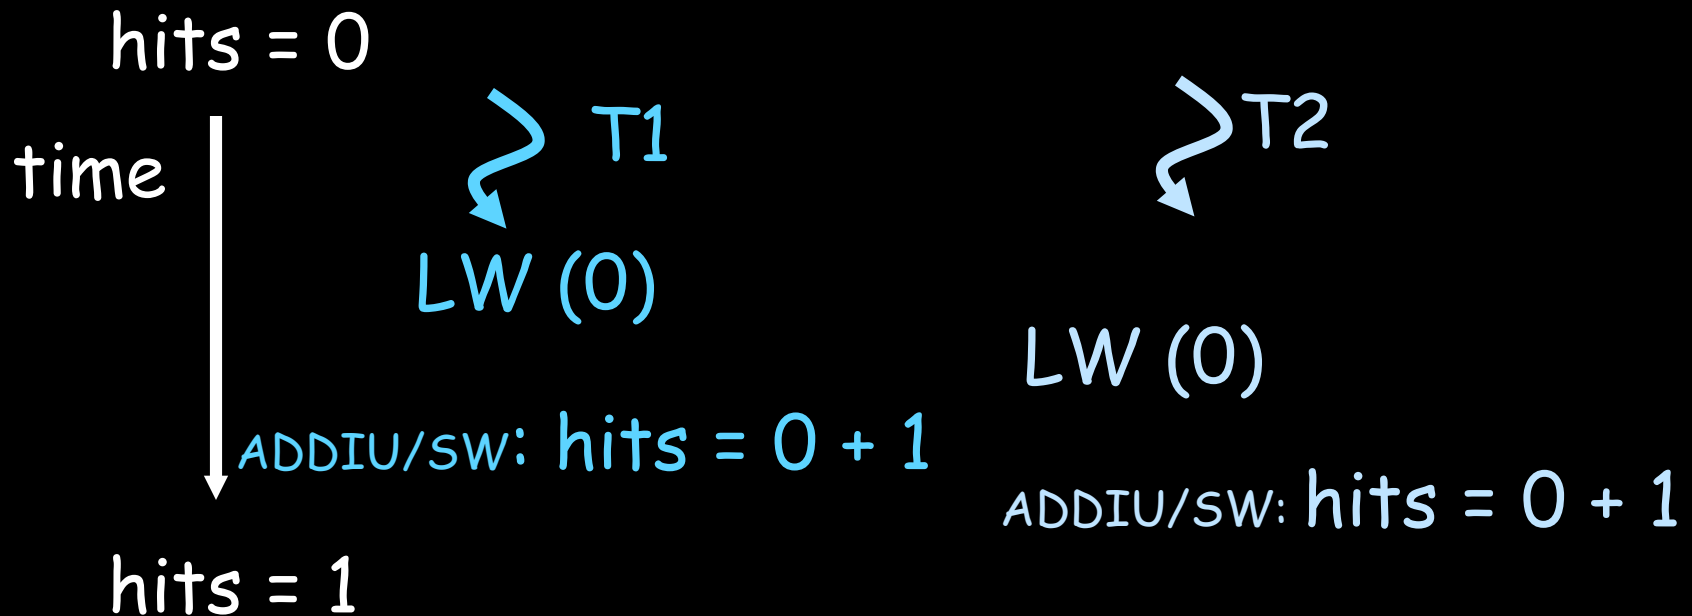 hits = 0
time
T1
T2
LW (0)
LW (0)
ADDIU/SW: hits = 0 + 1
ADDIU/SW: hits = 0 + 1
hits = 1